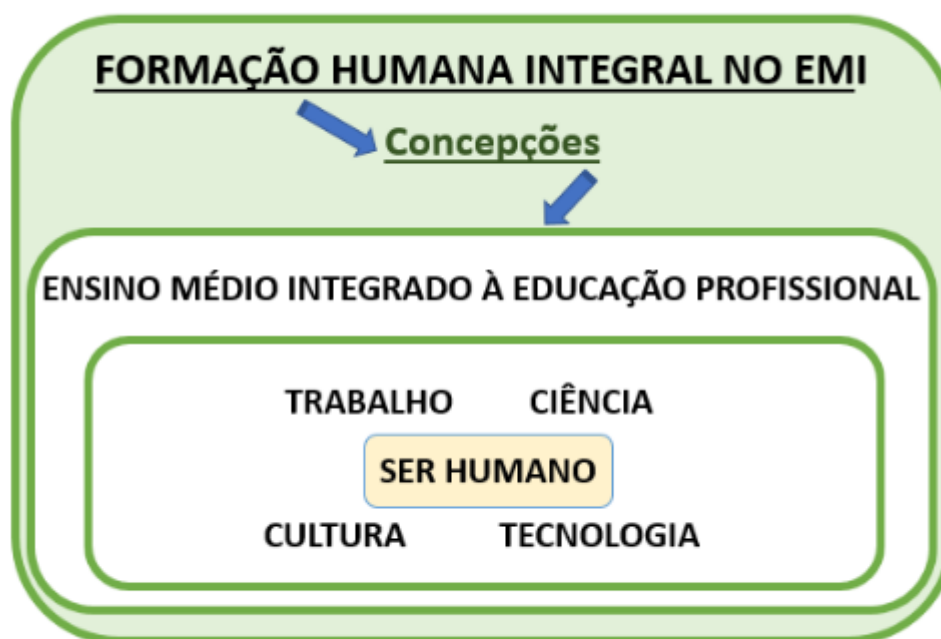 FORMAÇÃO HUMANA INTEGRAL NO EMI
Concepções
ENSINO MÉDIO INTEGRADO À EDUCAÇÃO PROFISSIONAL
TRABALHO CIÊNCIA
SER HUMANO
CULTURA TECNOLOGIA